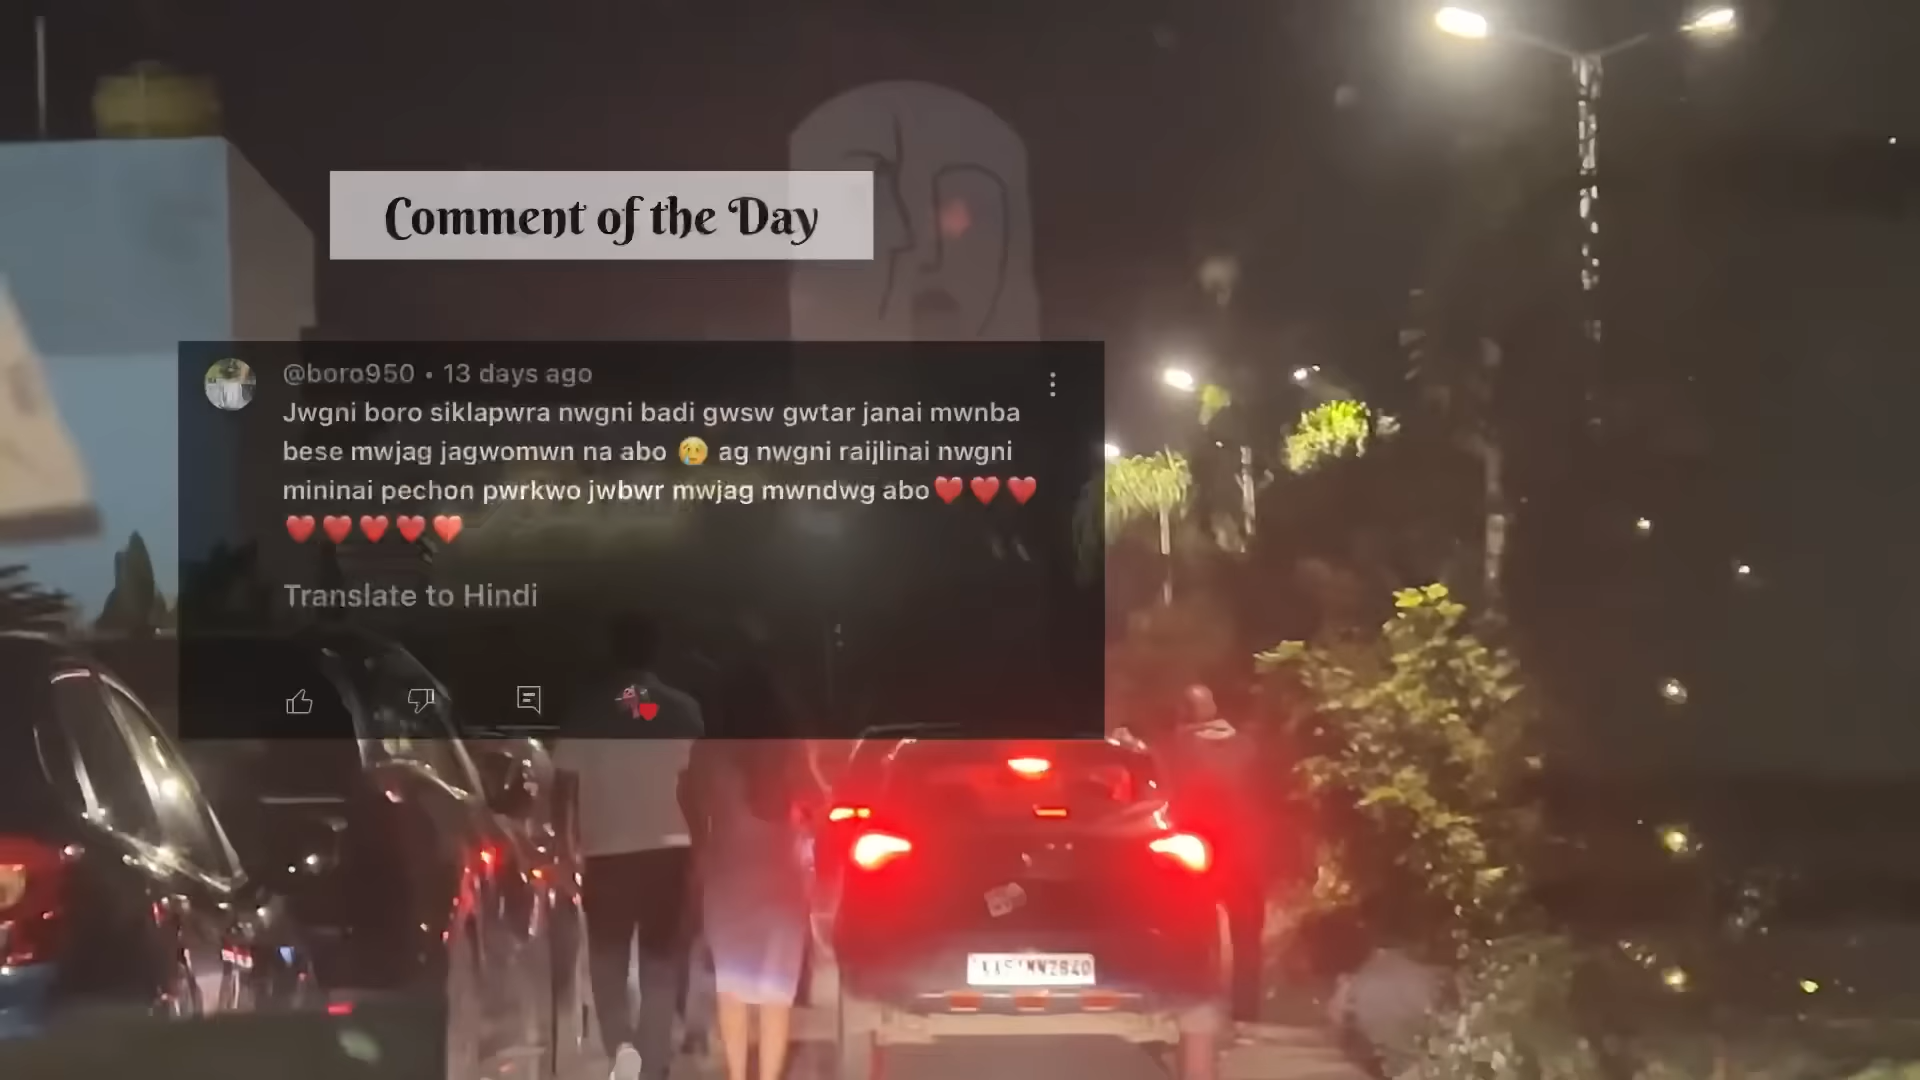 Comment of the Day
@boro950 • 13 days ago
Jwgni boro siklapwra nwgni badi gwsw gwtar janai mwnba
bese mwjag jagwomwn na abo 😢 ag nwgni raijlinai nwgni
mininai pechon pwrkwo jwbwr mwjag mwndwg abo❤️❤️❤️
❤️❤️❤️❤️❤️
Translate to Hindi